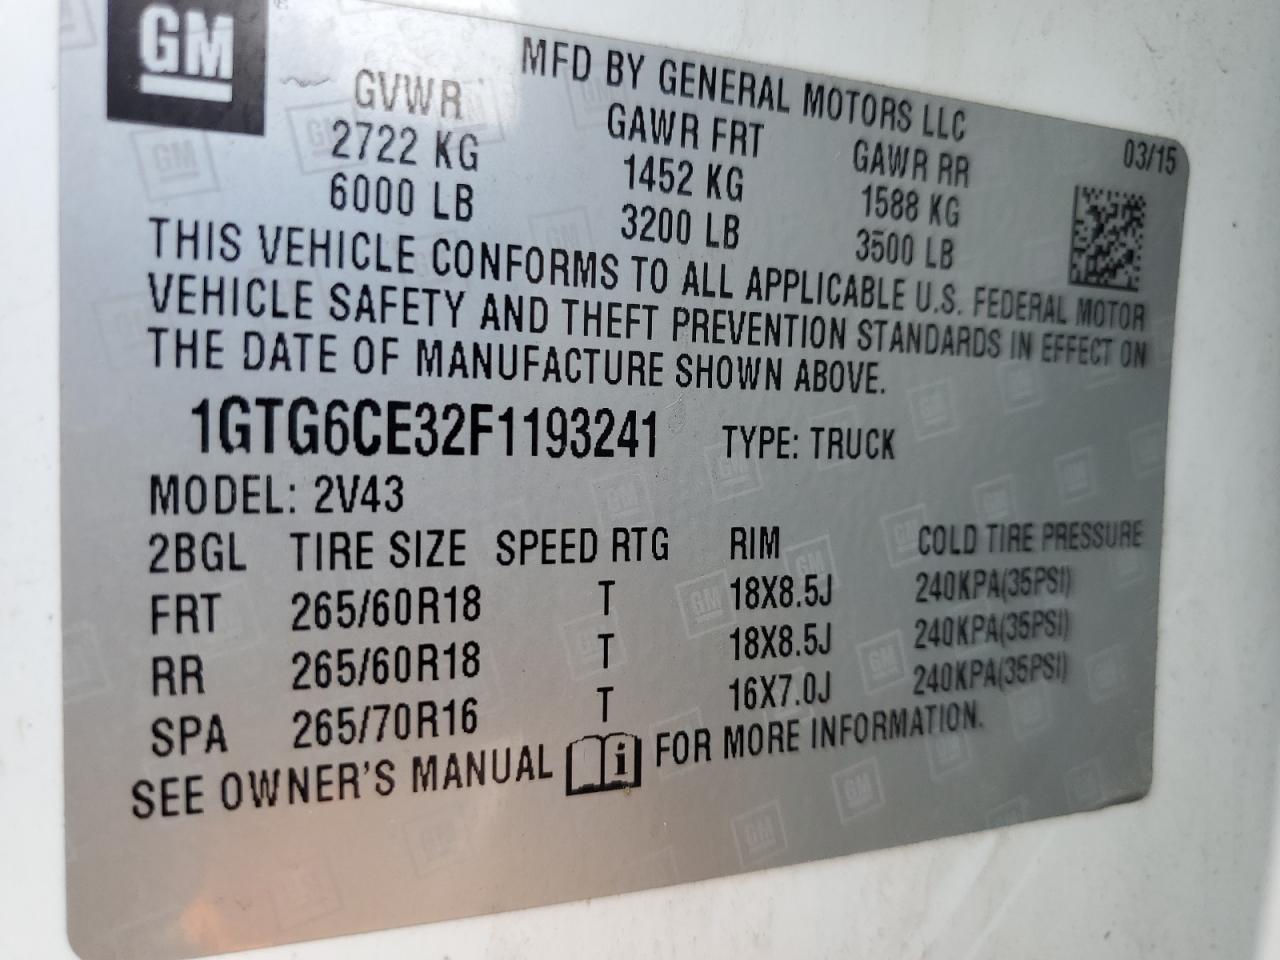 GM
MFD BY GENERAL MOTORS LLC
03/15
GVWR GAWR FRT GAWR RR
2722 KG 1452 KG 1588 KG
6000 LB 3200 LB 3500 LB
THIS VEHICLE CONFORMS TO ALL APPLICABLE U.S. FEDERAL MOTOR
VEHICLE SAFETY AND THEFT PREVENTION STANDARDS IN EFFECT ON
THE DATE OF MANUFACTURE SHOWN ABOVE.
1GTG6CE32F1193241 TYPE: TRUCK
MODEL: 2V43
2BGL TIRE SIZE SPEED RTG RIM COLD TIRE PRESSURE
FRT 265/60R18 T 18X8.5J 240KPA(35PSI)
RR 265/60R18 T 18X8.5J 240KPA(35PSI)
SPA 265/70R16 T 16X7.0J 240KPA(35PSI)
SEE OWNER'S MANUAL i FOR MORE INFORMATION.